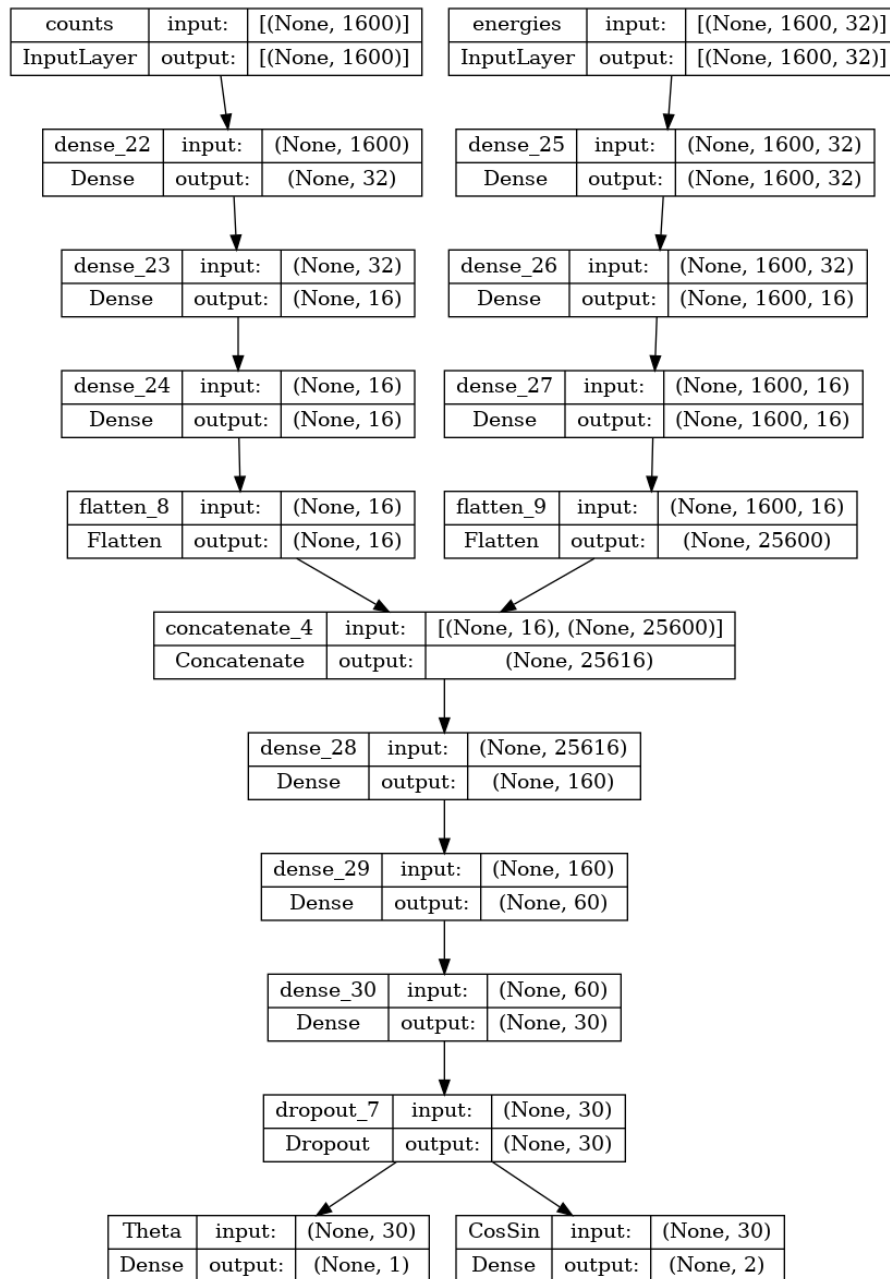 counts input: [(None, 1600)]
InputLayer output: [(None, 1600)]
energies input: [(None, 1600, 32)]
InputLayer output: [(None, 1600, 32)]
dense_22 input: (None, 1600)
Dense output: (None, 32)
dense_25 input: (None, 1600, 32)
Dense output: (None, 1600, 32)
dense_23 input: (None, 32)
Dense output: (None, 16)
dense_26 input: (None, 1600, 32)
Dense output: (None, 1600, 16)
dense_24 input: (None, 16)
Dense output: (None, 16)
dense_27 input: (None, 1600, 16)
Dense output: (None, 1600, 16)
flatten_8 input: (None, 16)
Flatten output: (None, 16)
flatten_9 input: (None, 1600, 16)
Flatten output: (None, 25600)
concatenate_4 input: [(None, 16), (None, 25600)]
Concatenate output: (None, 25616)
dense_28 input: (None, 25616)
Dense output: (None, 160)
dense_29 input: (None, 160)
Dense output: (None, 60)
dense_30 input: (None, 60)
Dense output: (None, 30)
dropout_7 input: (None, 30)
Dropout output: (None, 30)
Theta input: (None, 30)
Dense output: (None, 1)
CosSin input: (None, 30)
Dense output: (None, 2)